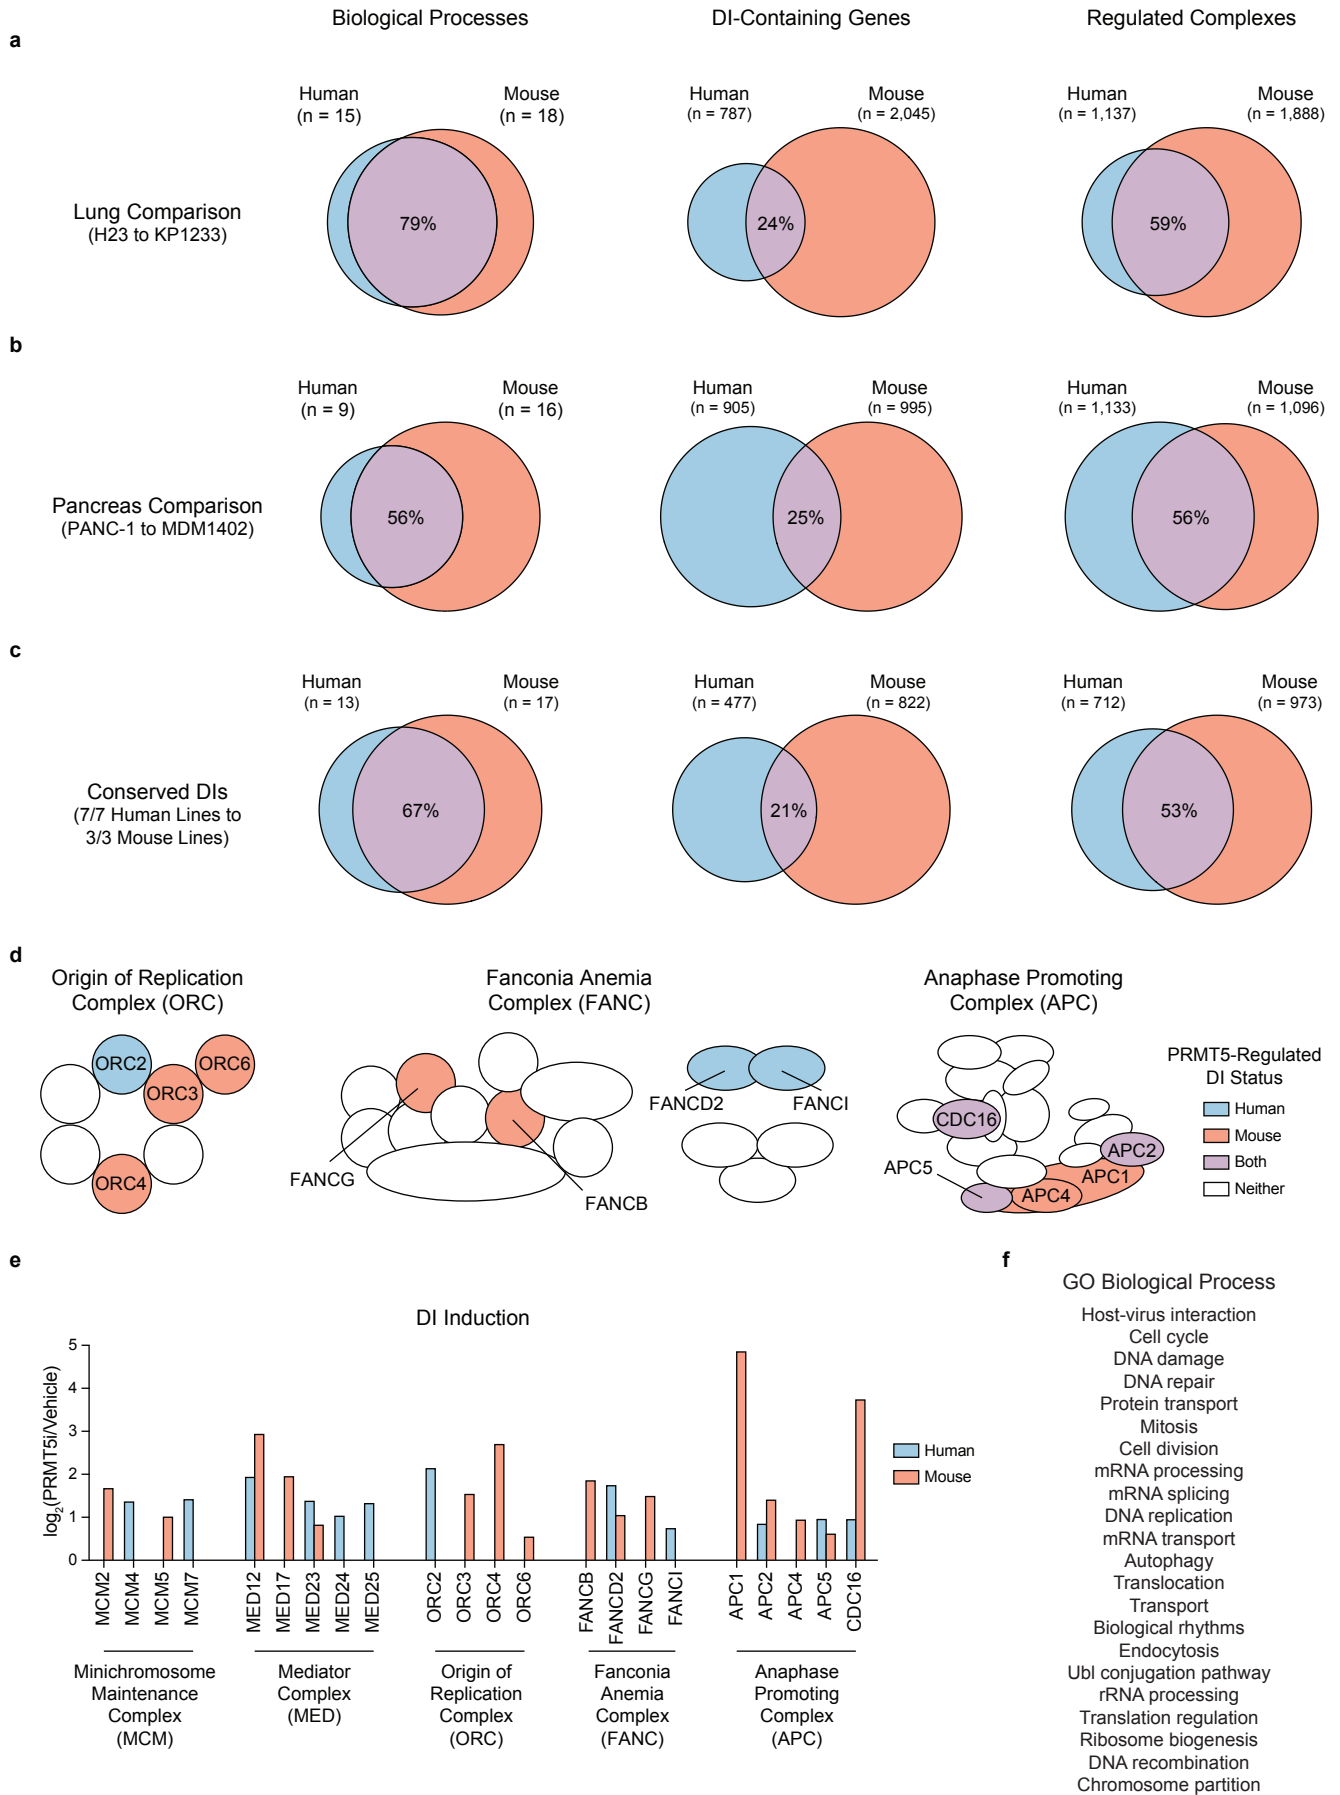 Biological Processes
DI-Containing Genes
Regulated Complexes
a
Human
(n = 15)
Mouse
(n = 18)
Human
(n = 787)
Mouse
(n = 2,045)
Human
(n = 1,137)
Mouse
(n = 1,888)
Lung Comparison
(H23 to KP1233)
79%
24%
59%
b
Human
(n = 9)
Mouse
(n = 16)
Human
(n = 905)
Mouse
(n = 995)
Human
(n = 1,133)
Mouse
(n = 1,096)
Pancreas Comparison
(PANC-1 to MDM1402)
56%
25%
56%
c
Human
(n = 13)
Mouse
(n = 17)
Human
(n = 477)
Mouse
(n = 822)
Human
(n = 712)
Mouse
(n = 973)
Conserved DIs
(7/7 Human Lines to
3/3 Mouse Lines)
67%
21%
53%
d
Origin of Replication
Complex (ORC)
ORC2
ORC6
ORC3
ORC4
Fanconia Anemia
Complex (FANC)
FANCG
FANCB
FANCD2
FANCI
Anaphase Promoting
Complex (APC)
CDC16
APC5
APC2
APC1
APC4
PRMT5-Regulated
DI Status
Human
Mouse
Both
Neither
e
DI Induction
log2(PRMT5i/Vehicle)
5
4
3
2
1
0
Human
Mouse
MCM2
MCM4
MCM5
MCM7
MED12
MED17
MED23
MED24
MED25
ORC2
ORC3
ORC4
ORC6
FANCB
FANCD2
FANCG
FANCI
APC1
APC2
APC4
APC5
CDC16
Minichromosome
Maintenance
Complex
(MCM)
Mediator
Complex
(MED)
Origin of
Replication
Complex
(ORC)
Fanconia
Anemia
Complex
(FANC)
Anaphase
Promoting
Complex
(APC)
f
GO Biological Process
Host-virus interaction
Cell cycle
DNA damage
DNA repair
Protein transport
Mitosis
Cell division
mRNA processing
mRNA splicing
DNA replication
mRNA transport
Autophagy
Translocation
Transport
Biological rhythms
Endocytosis
Ubl conjugation pathway
rRNA processing
Translation regulation
Ribosome biogenesis
DNA recombination
Chromosome partition